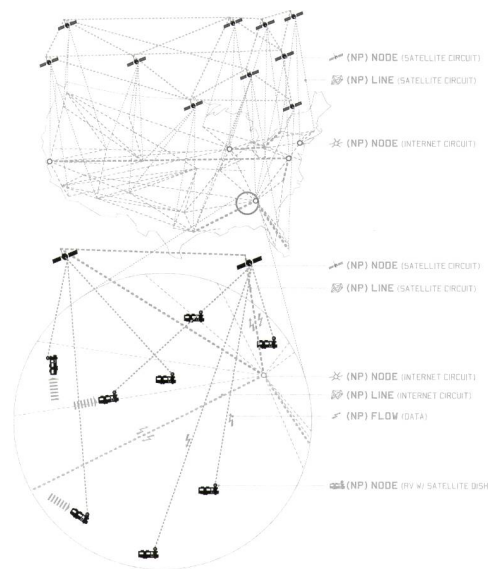 (NP) NODE (SATELLITE CIRCUIT)
(NP) LINE (SATELLITE CIRCUIT)
(NP) NODE (INTERNET CIRCUIT)
(NP) NODE (SATELLITE CIRCUIT)
(NP) LINE (SATELLITE CIRCUIT)
(NP) NODE (INTERNET CIRCUIT)
(NP) LINE (INTERNET CIRCUIT)
(NP) FLOW (DATA)
(NP) NODE (RV W/ SATELLITE DISH